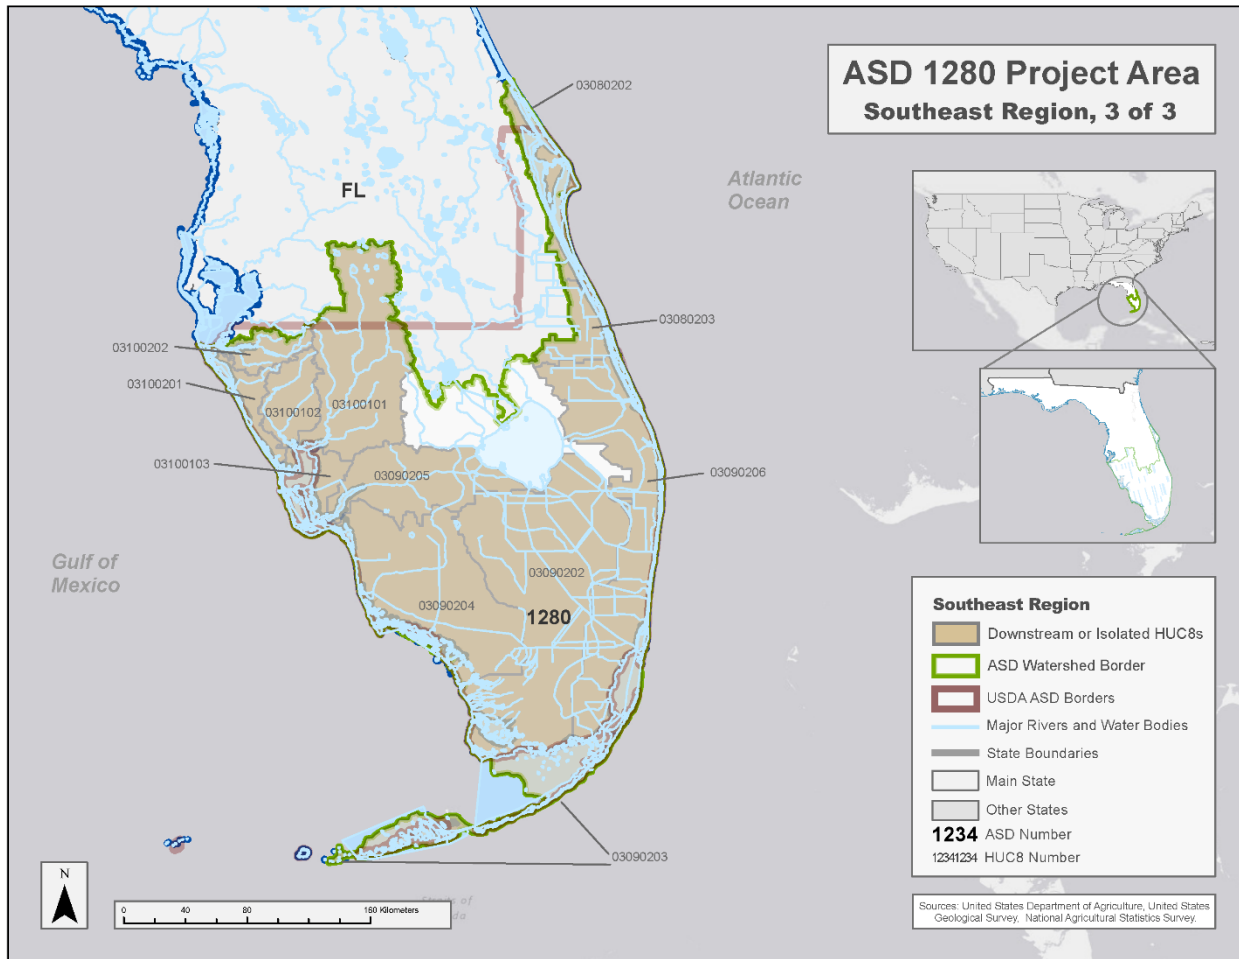 ASD 1280 Project Area
Southeast Region, 3 of 3
03080202
Atlantic
Ocean
FL
03080203
03100202
03100201
03100102
03100101
03100103
03090205
03090206
Gulf of
Mexico
03090202
03090204
1280
03090203
Southeast Region
Downstream or Isolated HUC8s
ASD Watershed Border
USDA ASD Borders
Major Rivers and Water Bodies
State Boundaries
Main State
Other States
1234 ASD Number
12341234 HUC8 Number
N
0 40 80 160 Kilometers
Sources: United States Department of Agriculture, United States
Geological Survey, National Agricultural Statistics Survey.